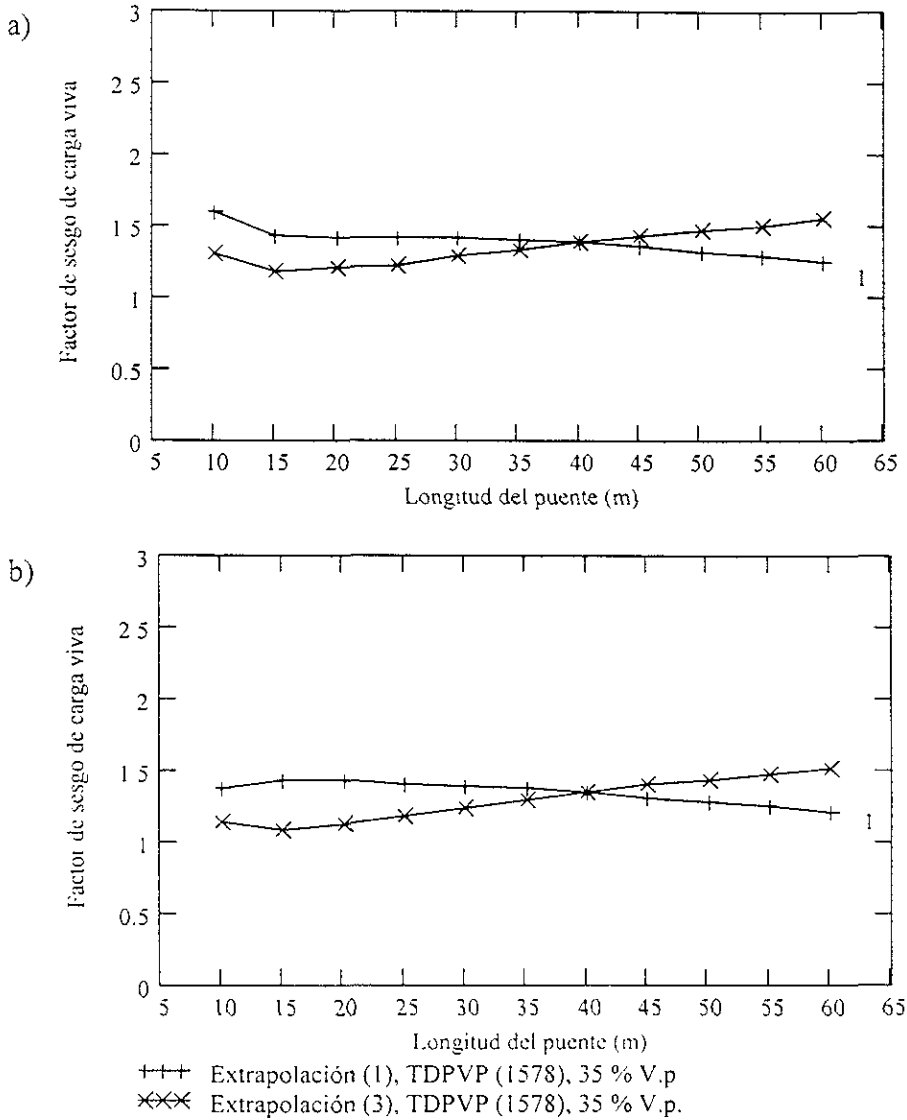 a)
Factor de sesgo de carga viva
3
2 5
2
1 5
1
0.5
0
1
5 10 15 20 25 30 35 40 45 50 55 60 65
Longitud del puente (m)
b)
Factor de sesgo de carga viva
3
2 5
2
1 5
1
0.5
0
1
5 10 15 20 25 30 35 40 45 50 55 60 65
Longitud del puente (m)
Extrapolación (1), TDPVP (1578), 35 % V.p
Extrapolación (3), TDPVP (1578), 35 % V.p.